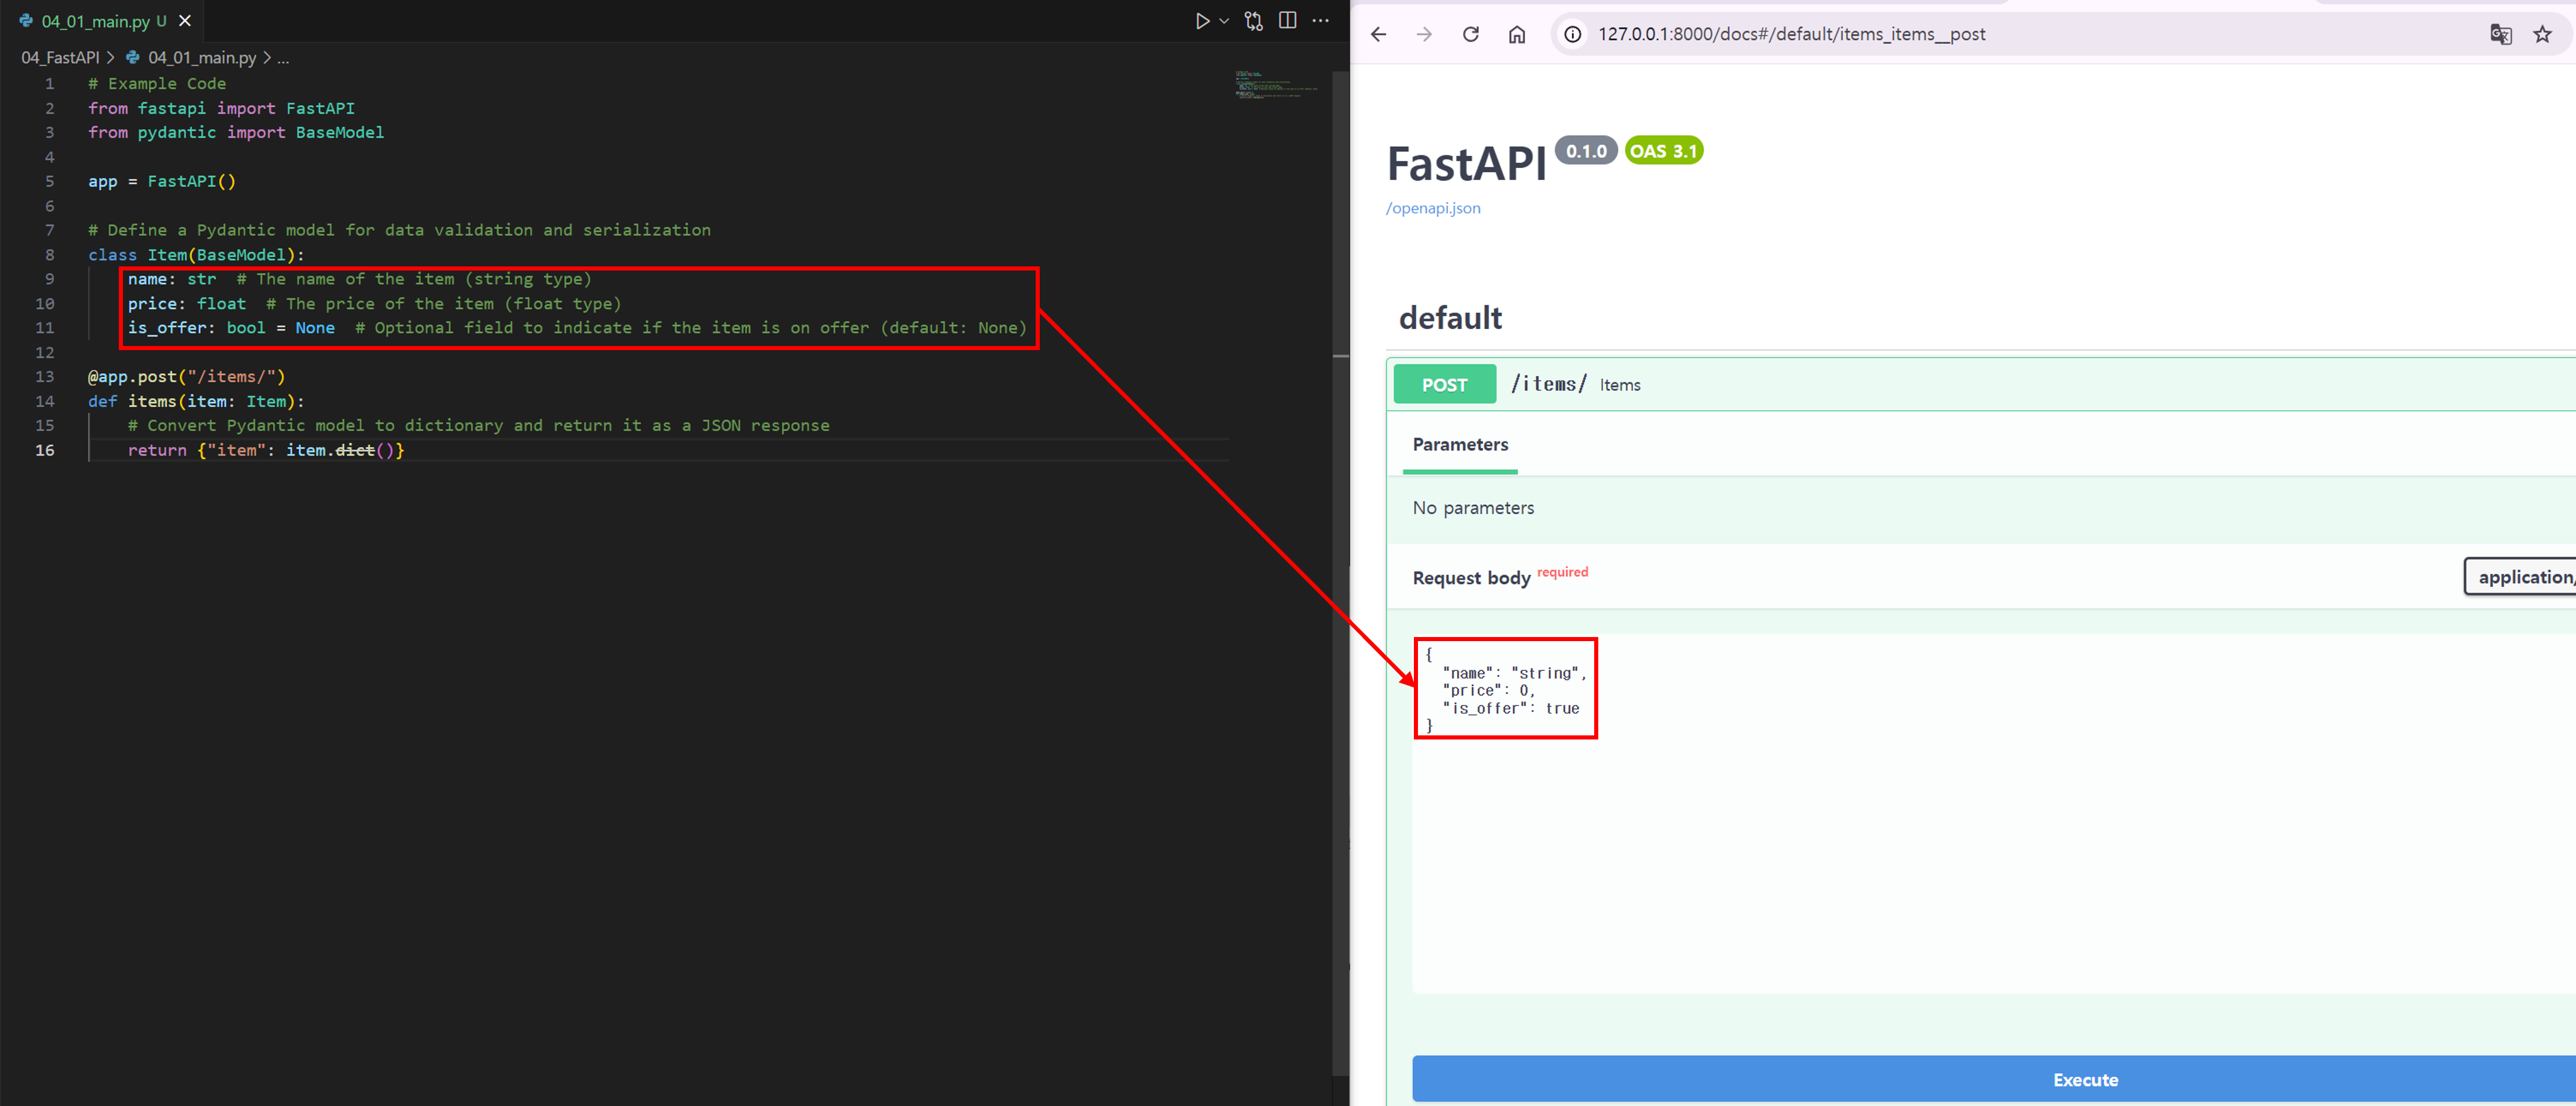 04_01_main.py U
04_FastAPI > 04_01_main.py > ...
1 # Example Code
2 from fastapi import FastAPI
3 from pydantic import BaseModel
4
5 app = FastAPI()
6
7 # Define a Pydantic model for data validation and serialization
8 class Item(BaseModel):
9 name: str  # The name of the item (string type)
10 price: float  # The price of the item (float type)
11 is_offer: bool = None  # Optional field to indicate if the item is on offer (default: None)
12
13 @app.post("/items/")
14 def items(item: Item):
15 # Convert Pydantic model to dictionary and return it as a JSON response
16 return {"item": item.dict()}
127.0.0.1:8000/docs#/default/items_items__post
FastAPI 0.1.0 OAS 3.1
/openapi.json
default
POST /items/ Items
Parameters
No parameters
Request body required
application/
{
"name": "string",
"price": 0,
"is_offer": true
}
Execute